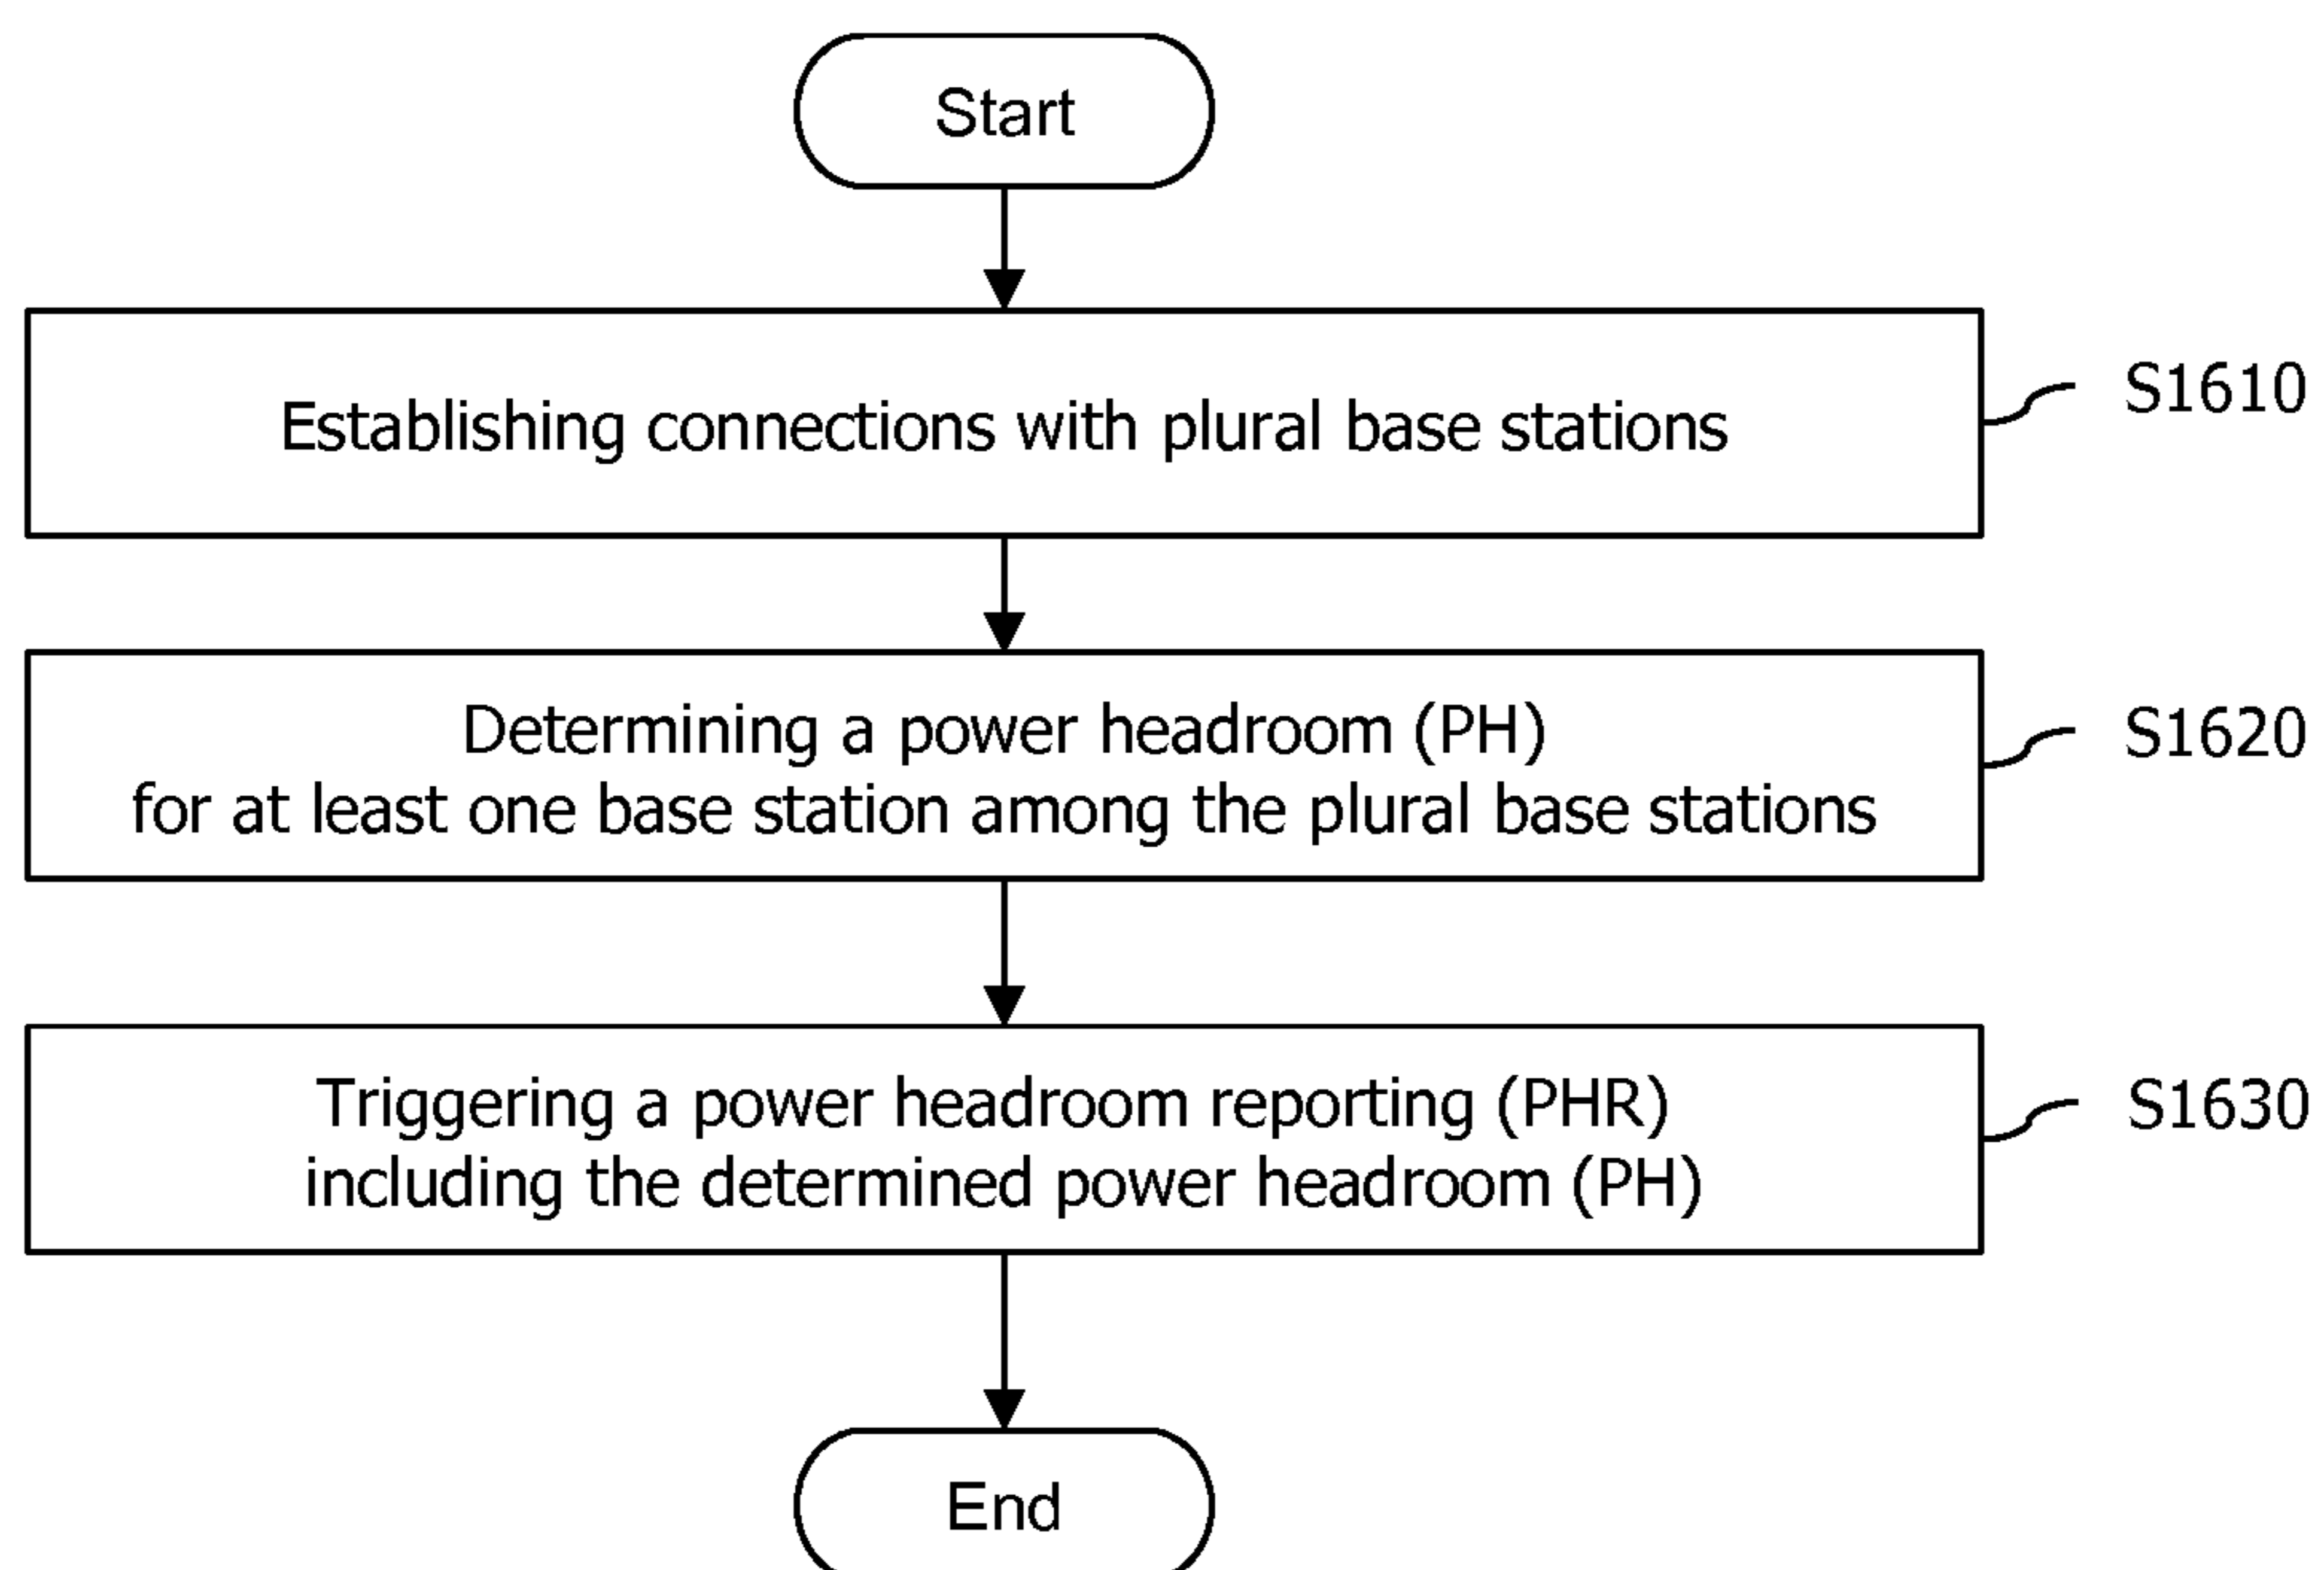 Start
Establishing connections with plural base stations
S1610
Determining a power headroom (PH)
for at least one base station among the plural base stations
S1620
Triggering a power headroom reporting (PHR)
including the determined power headroom (PH)
S1630
End